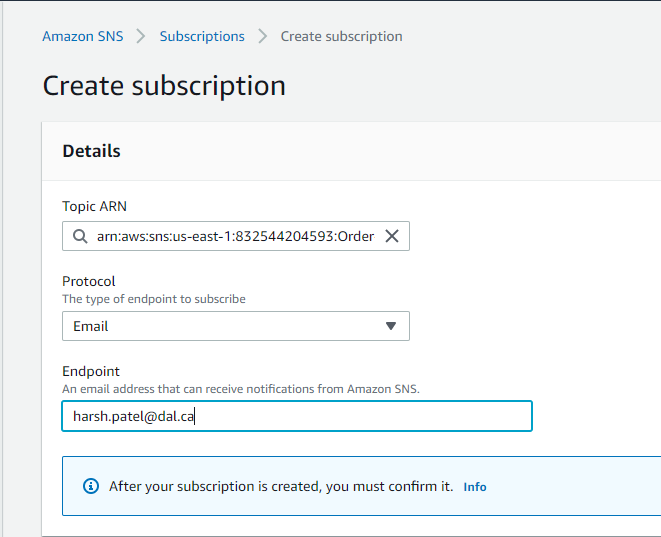 Amazon SNS > Subscriptions > Create subscription
Create subscription
Details
Topic ARN
arn:aws:sns:us-east-1:832544204593:Order
Protocol
The type of endpoint to subscribe
Email
Endpoint
An email address that can receive notifications from Amazon SNS.
harsh.patel@dal.ca
After your subscription is created, you must confirm it. Info